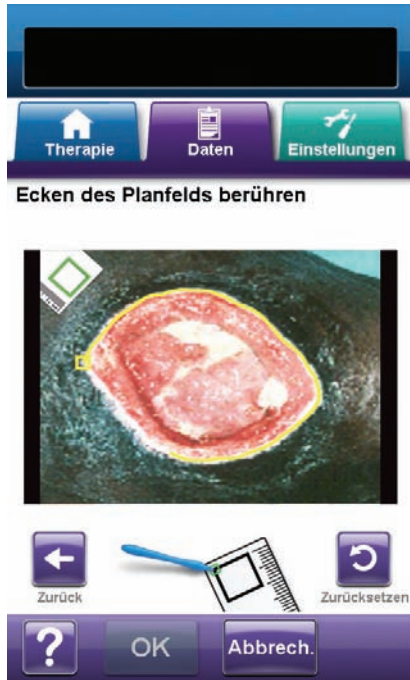 Therapie
Daten
Einstellungen
Ecken des Planfelds berühren
Zurück
Zurücksetzen
?
OK
Abbrech.